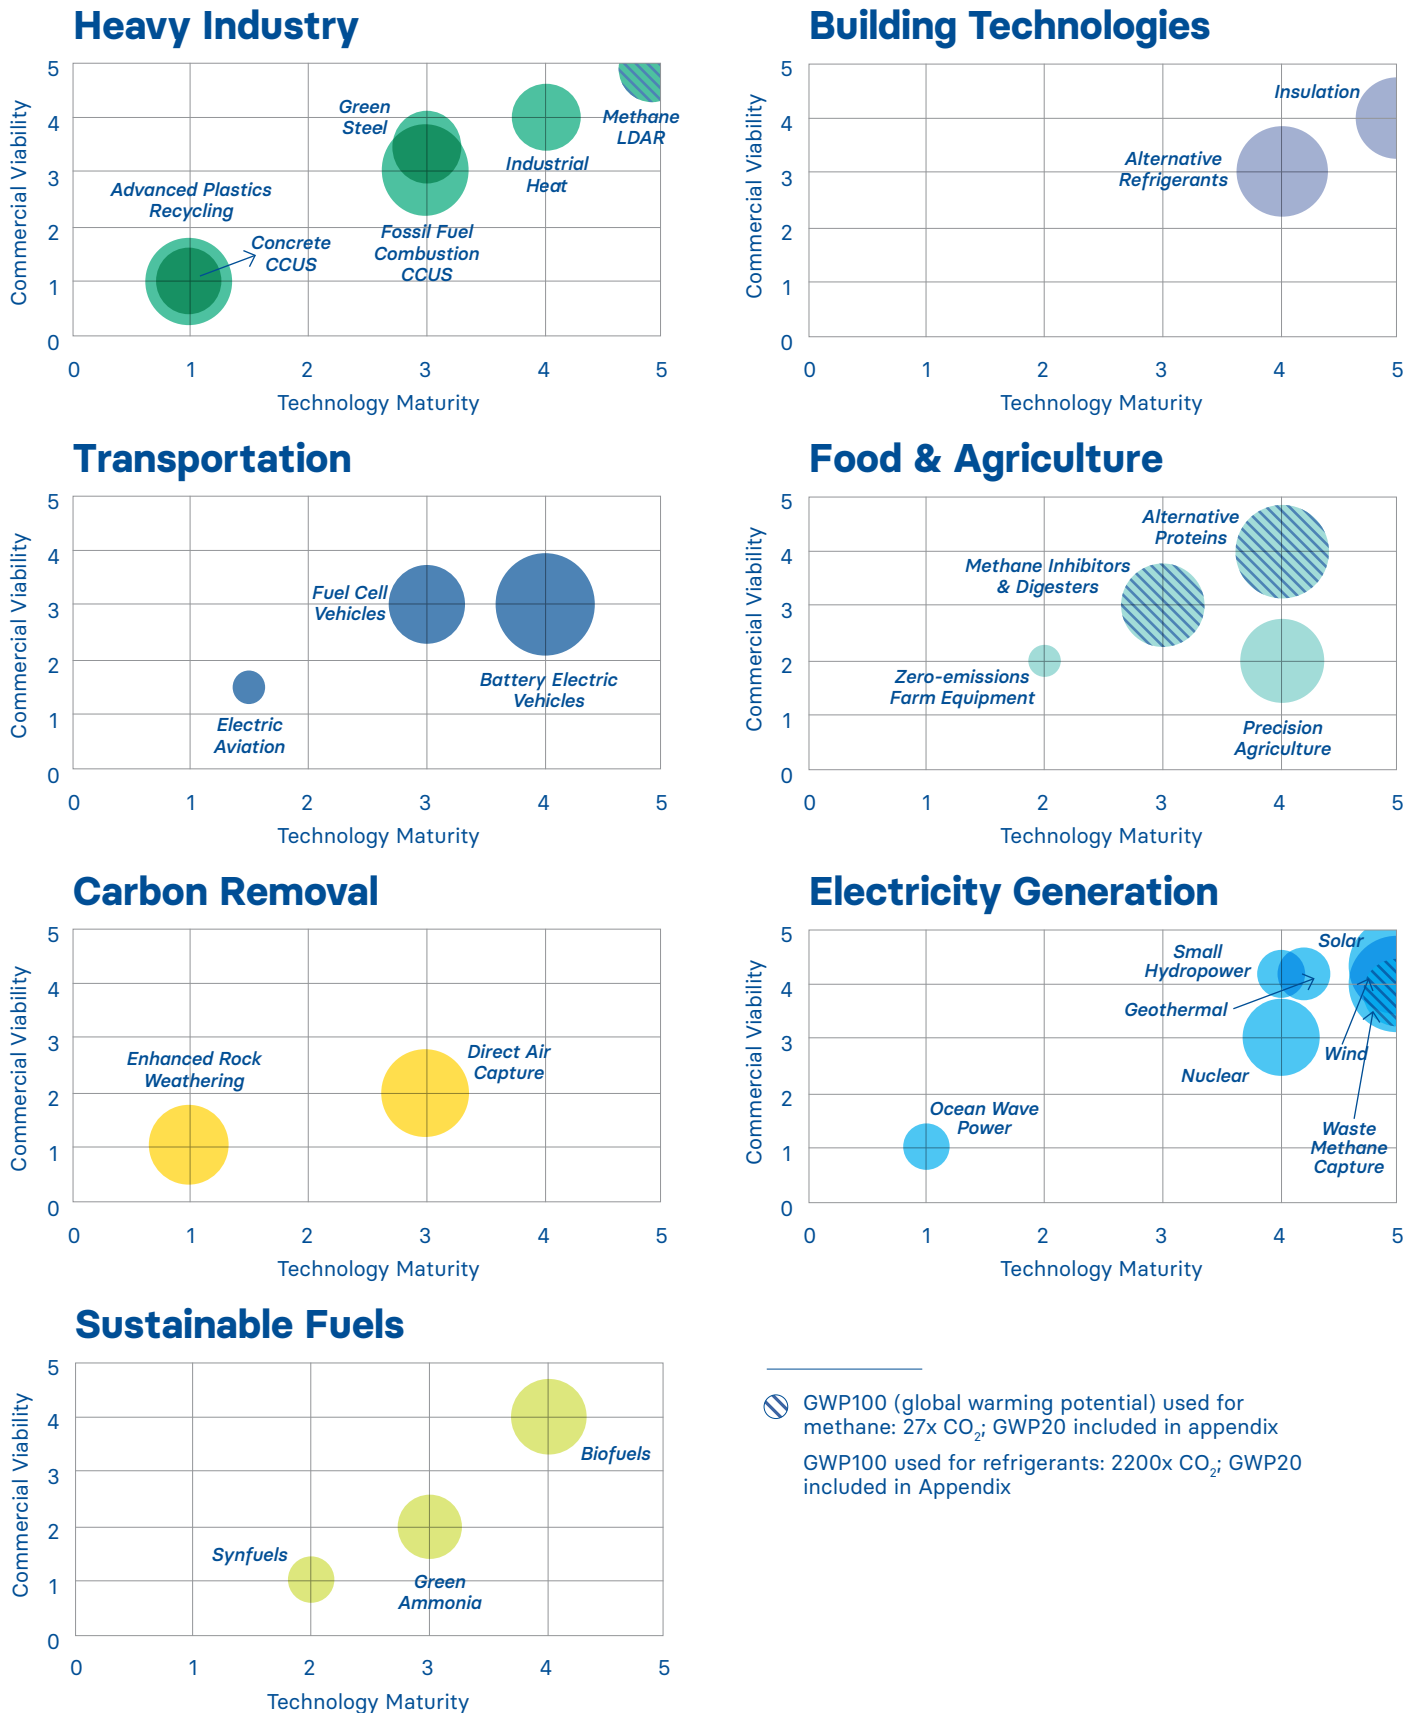 Heavy Industry
Commercial Viability
5
4
3
2
1
0
Green
Steel
Methane
LDAR
Industrial
Heat
Advanced Plastics
Recycling
Concrete
CCUS
Fossil Fuel
Combustion
CCUS
0 1 2 3 4 5
Technology Maturity
Building Technologies
Commercial Viability
5
4
3
2
1
0
Insulation
Alternative
Refrigerants
0 1 2 3 4 5
Technology Maturity
Transportation
Commercial Viability
5
4
3
2
1
0
Fuel Cell
Vehicles
Battery Electric
Vehicles
Electric
Aviation
0 1 2 3 4 5
Technology Maturity
Food & Agriculture
Commercial Viability
5
4
3
2
1
0
Alternative
Proteins
Methane Inhibitors
& Digesters
Zero-emissions
Farm Equipment
Precision
Agriculture
0 1 2 3 4 5
Technology Maturity
Carbon Removal
Commercial Viability
5
4
3
2
1
0
Enhanced Rock
Weathering
Direct Air
Capture
0 1 2 3 4 5
Technology Maturity
Electricity Generation
Commercial Viability
5
4
3
2
1
0
Solar
Small
Hydropower
Geothermal
Wind
Nuclear
Ocean Wave
Power
Waste
Methane
Capture
0 1 2 3 4 5
Technology Maturity
Sustainable Fuels
Commercial Viability
5
4
3
2
1
0
Biofuels
Synfuels
Green
Ammonia
0 1 2 3 4 5
Technology Maturity
GWP100 (global warming potential) used for
methane: 27x CO2; GWP20 included in appendix
GWP100 used for refrigerants: 2200x CO2; GWP20
included in Appendix